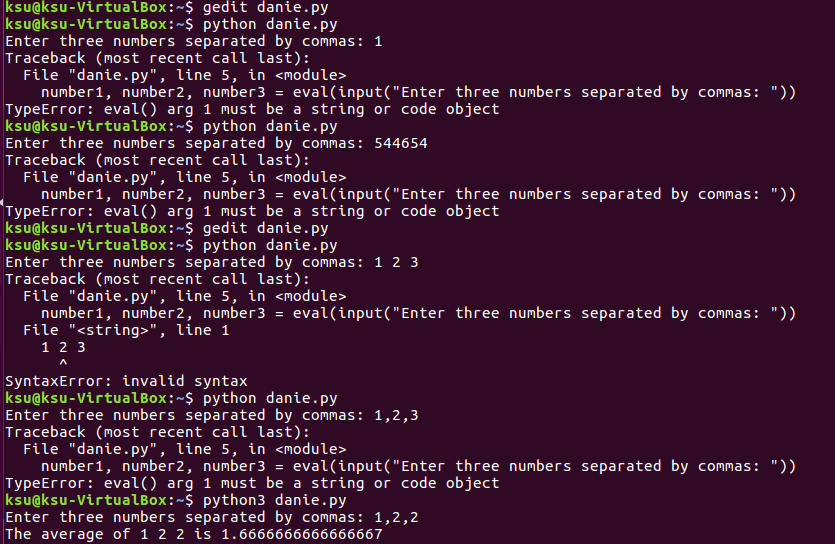 ksu@ksu-VirtualBox:~$ gedit danie.py
ksu@ksu-VirtualBox:~$ python danie.py
Enter three numbers separated by commas: 1
Traceback (most recent call last):
  File "danie.py", line 5, in <module>
    number1, number2, number3 = eval(input("Enter three numbers separated by commas: "))
TypeError: eval() arg 1 must be a string or code object
ksu@ksu-VirtualBox:~$ python danie.py
Enter three numbers separated by commas: 544654
Traceback (most recent call last):
  File "danie.py", line 5, in <module>
    number1, number2, number3 = eval(input("Enter three numbers separated by commas: "))
TypeError: eval() arg 1 must be a string or code object
ksu@ksu-VirtualBox:~$ gedit danie.py
ksu@ksu-VirtualBox:~$ python danie.py
Enter three numbers separated by commas: 1 2 3
Traceback (most recent call last):
  File "danie.py", line 5, in <module>
    number1, number2, number3 = eval(input("Enter three numbers separated by commas: "))
  File "<string>", line 1
    1 2 3
      ^
SyntaxError: invalid syntax
ksu@ksu-VirtualBox:~$ python danie.py
Enter three numbers separated by commas: 1,2,3
Traceback (most recent call last):
  File "danie.py", line 5, in <module>
    number1, number2, number3 = eval(input("Enter three numbers separated by commas: "))
TypeError: eval() arg 1 must be a string or code object
ksu@ksu-VirtualBox:~$ python3 danie.py
Enter three numbers separated by commas: 1,2,2
The average of 1 2 2 is 1.6666666666666667